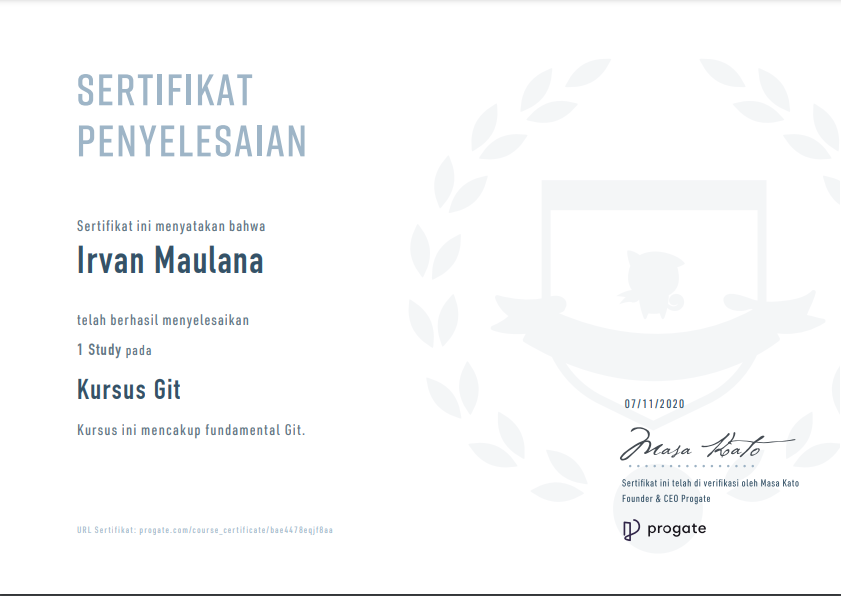 SERTIFIKAT
PENYELESAIAN
Sertifikat ini menyatakan bahwa
Irvan Maulana
telah berhasil menyelesaikan
1 Study pada
Kursus Git
Kursus ini mencakup fundamental Git.
07/11/2020
Masa Kato
Sertifikat ini telah di verifikasi oleh Masa Kato
Founder & CEO Progate
progate
URL Sertifikat: progate.com/course_certificate/bae4478eqjf0aa